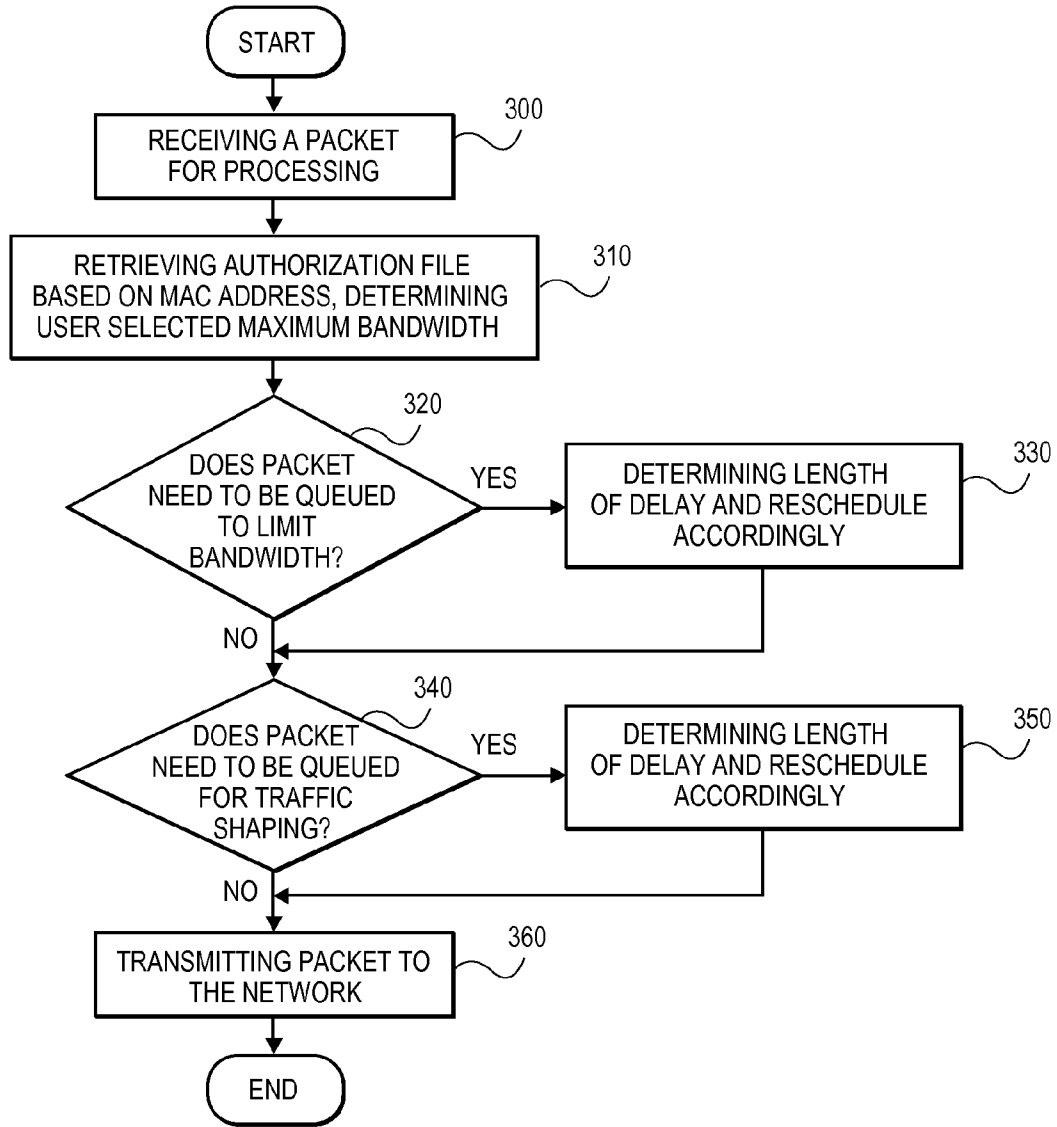 START
300
RECEIVING A PACKET
FOR PROCESSING
310
RETRIEVING AUTHORIZATION FILE
BASED ON MAC ADDRESS, DETERMINING
USER SELECTED MAXIMUM BANDWIDTH
320
DOES PACKET
NEED TO BE QUEUED
TO LIMIT
BANDWIDTH?
YES
330
DETERMINING LENGTH
OF DELAY AND RESCHEDULE
ACCORDINGLY
NO
340
DOES PACKET
NEED TO BE QUEUED
FOR TRAFFIC
SHAPING?
YES
350
DETERMINING LENGTH
OF DELAY AND RESCHEDULE
ACCORDINGLY
NO
360
TRANSMITTING PACKET TO
THE NETWORK
END